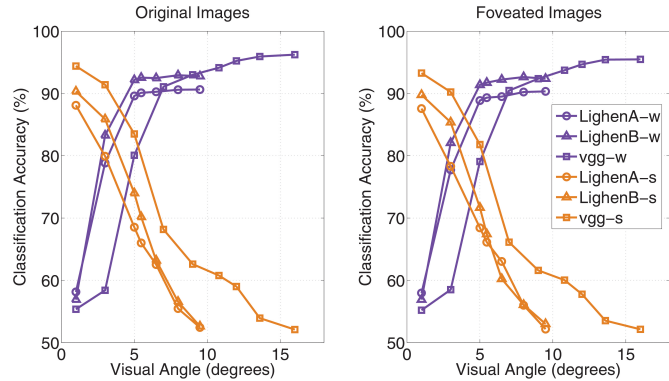 Original Images
Foveated Images
Classification Accuracy (%)
100
90
80
70
60
50
0
5
10
15
Visual Angle (degrees)
Classification Accuracy (%)
100
90
80
70
60
50
0
5
10
15
Visual Angle (degrees)
LighenA-w
LighenB-w
vgg-w
LighenA-s
LighenB-s
vgg-s